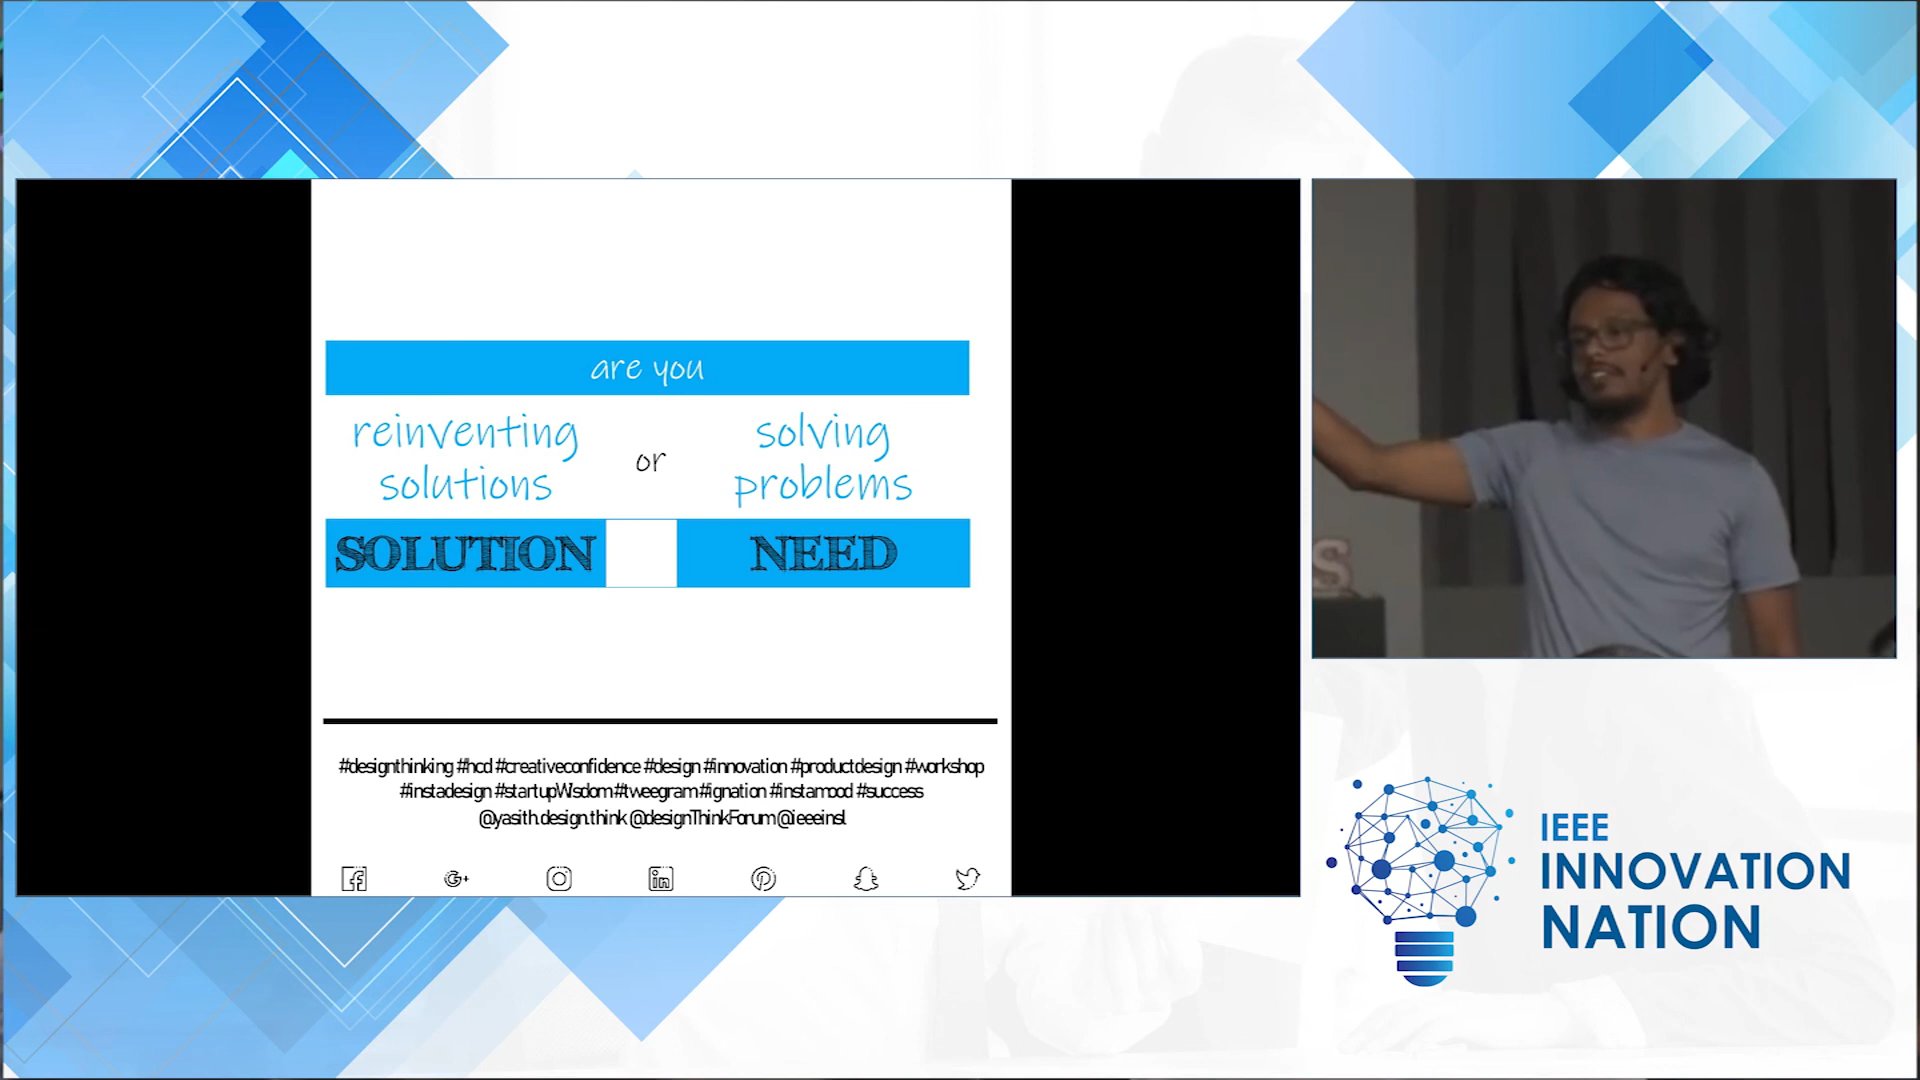 are you
reinventing
solutions
or
solving
problems
SOLUTION
NEED
#designthinking #hcd #creativeconfidence #design #innovation #productdesign #workshop
#instadesign #startupWisdom #tweegram #ignation #instamood #success
@yasith.design.think @designThinkForum @ieeeinsl
G+
in
S
IEEE
INNOVATION
NATION